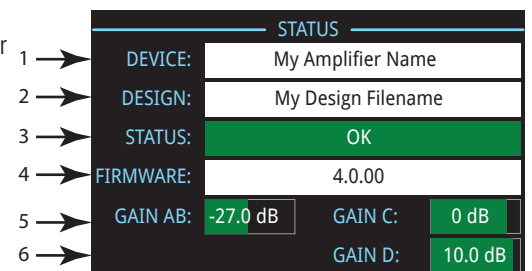 r
STATUS
1 DEVICE: My Amplifier Name
2 DESIGN: My Design Filename
3 STATUS: OK
4 FIRMWARE: 4.0.00
5 GAIN AB: -27.0 dB GAIN C: 0 dB
6 GAIN D: 10.0 dB